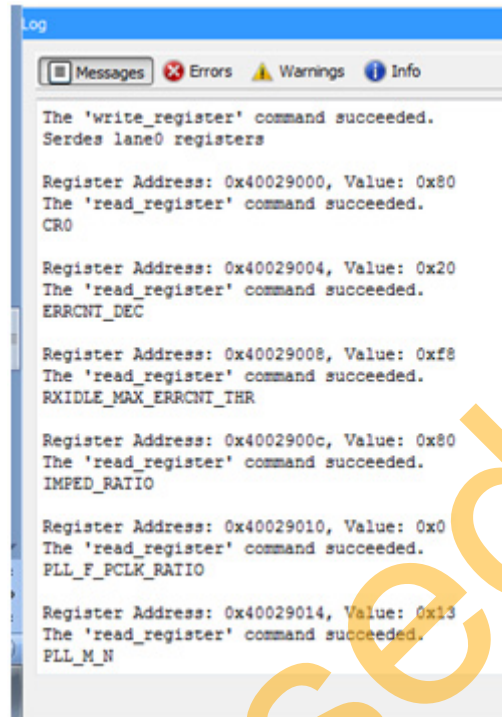 Log
Messages Errors Warnings Info
The 'write_register' command succeeded.
Serdes lane0 registers
Register Address: 0x40029000, Value: 0x80
The 'read_register' command succeeded.
CR0
Register Address: 0x40029004, Value: 0x20
The 'read_register' command succeeded.
ERRCNT_DEC
Register Address: 0x40029008, Value: 0xf8
The 'read_register' command succeeded.
RXIDLE_MAX_ERRCNT_THR
Register Address: 0x4002900c, Value: 0x80
The 'read_register' command succeeded.
IMPED_RATIO
Register Address: 0x40029010, Value: 0x0
The 'read_register' command succeeded.
PLL_F_PCLK_RATIO
Register Address: 0x40029014, Value: 0x13
The 'read_register' command succeeded.
PLL_M_N